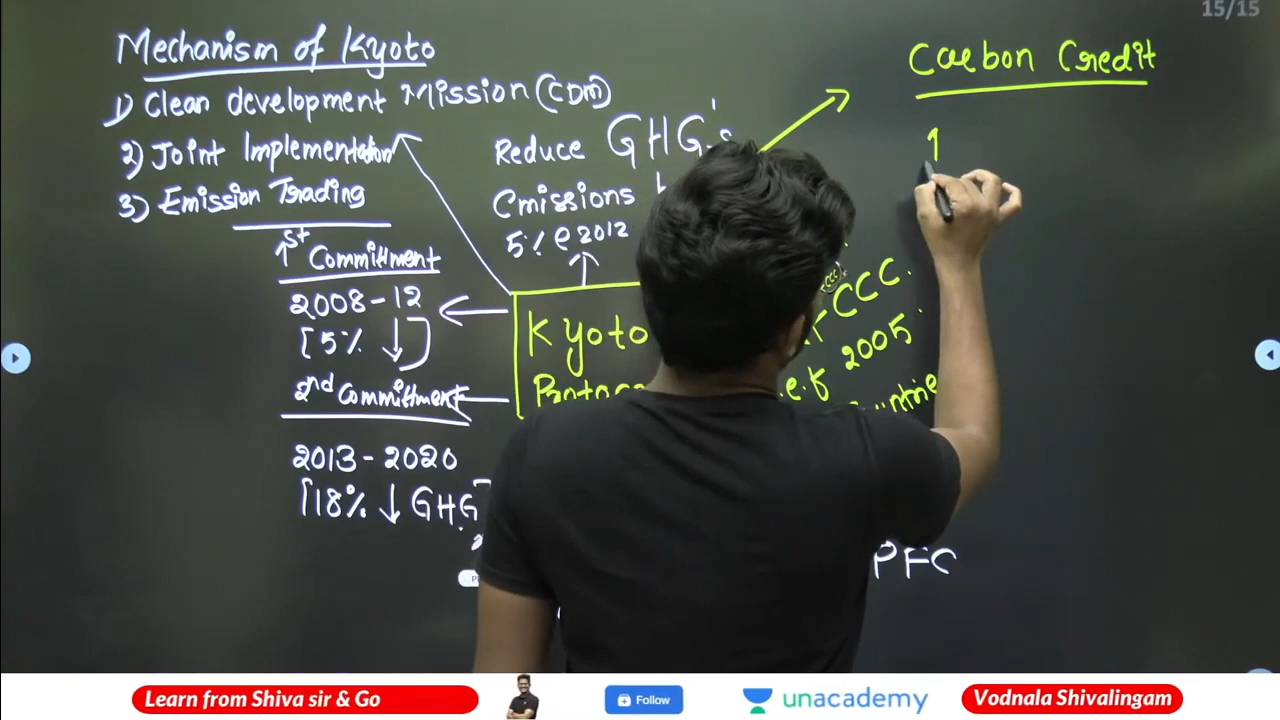 15/15
Mechanism of Kyoto
1) Clean development Mission (CDM)
2) Joint Implementation
3) Emission Trading
1st Commitment
2008-12
[5% ↓]
2nd Commitment
2013-2020
[18% ↓ GHG]
Reduce GHG's
Emissions
5% @ 2012
Kyoto
CCC.
2005
Carbon Credit
1
PFC
Learn from Shiva sir & Go
Follow
unacademy
Vodnala Shivalingam